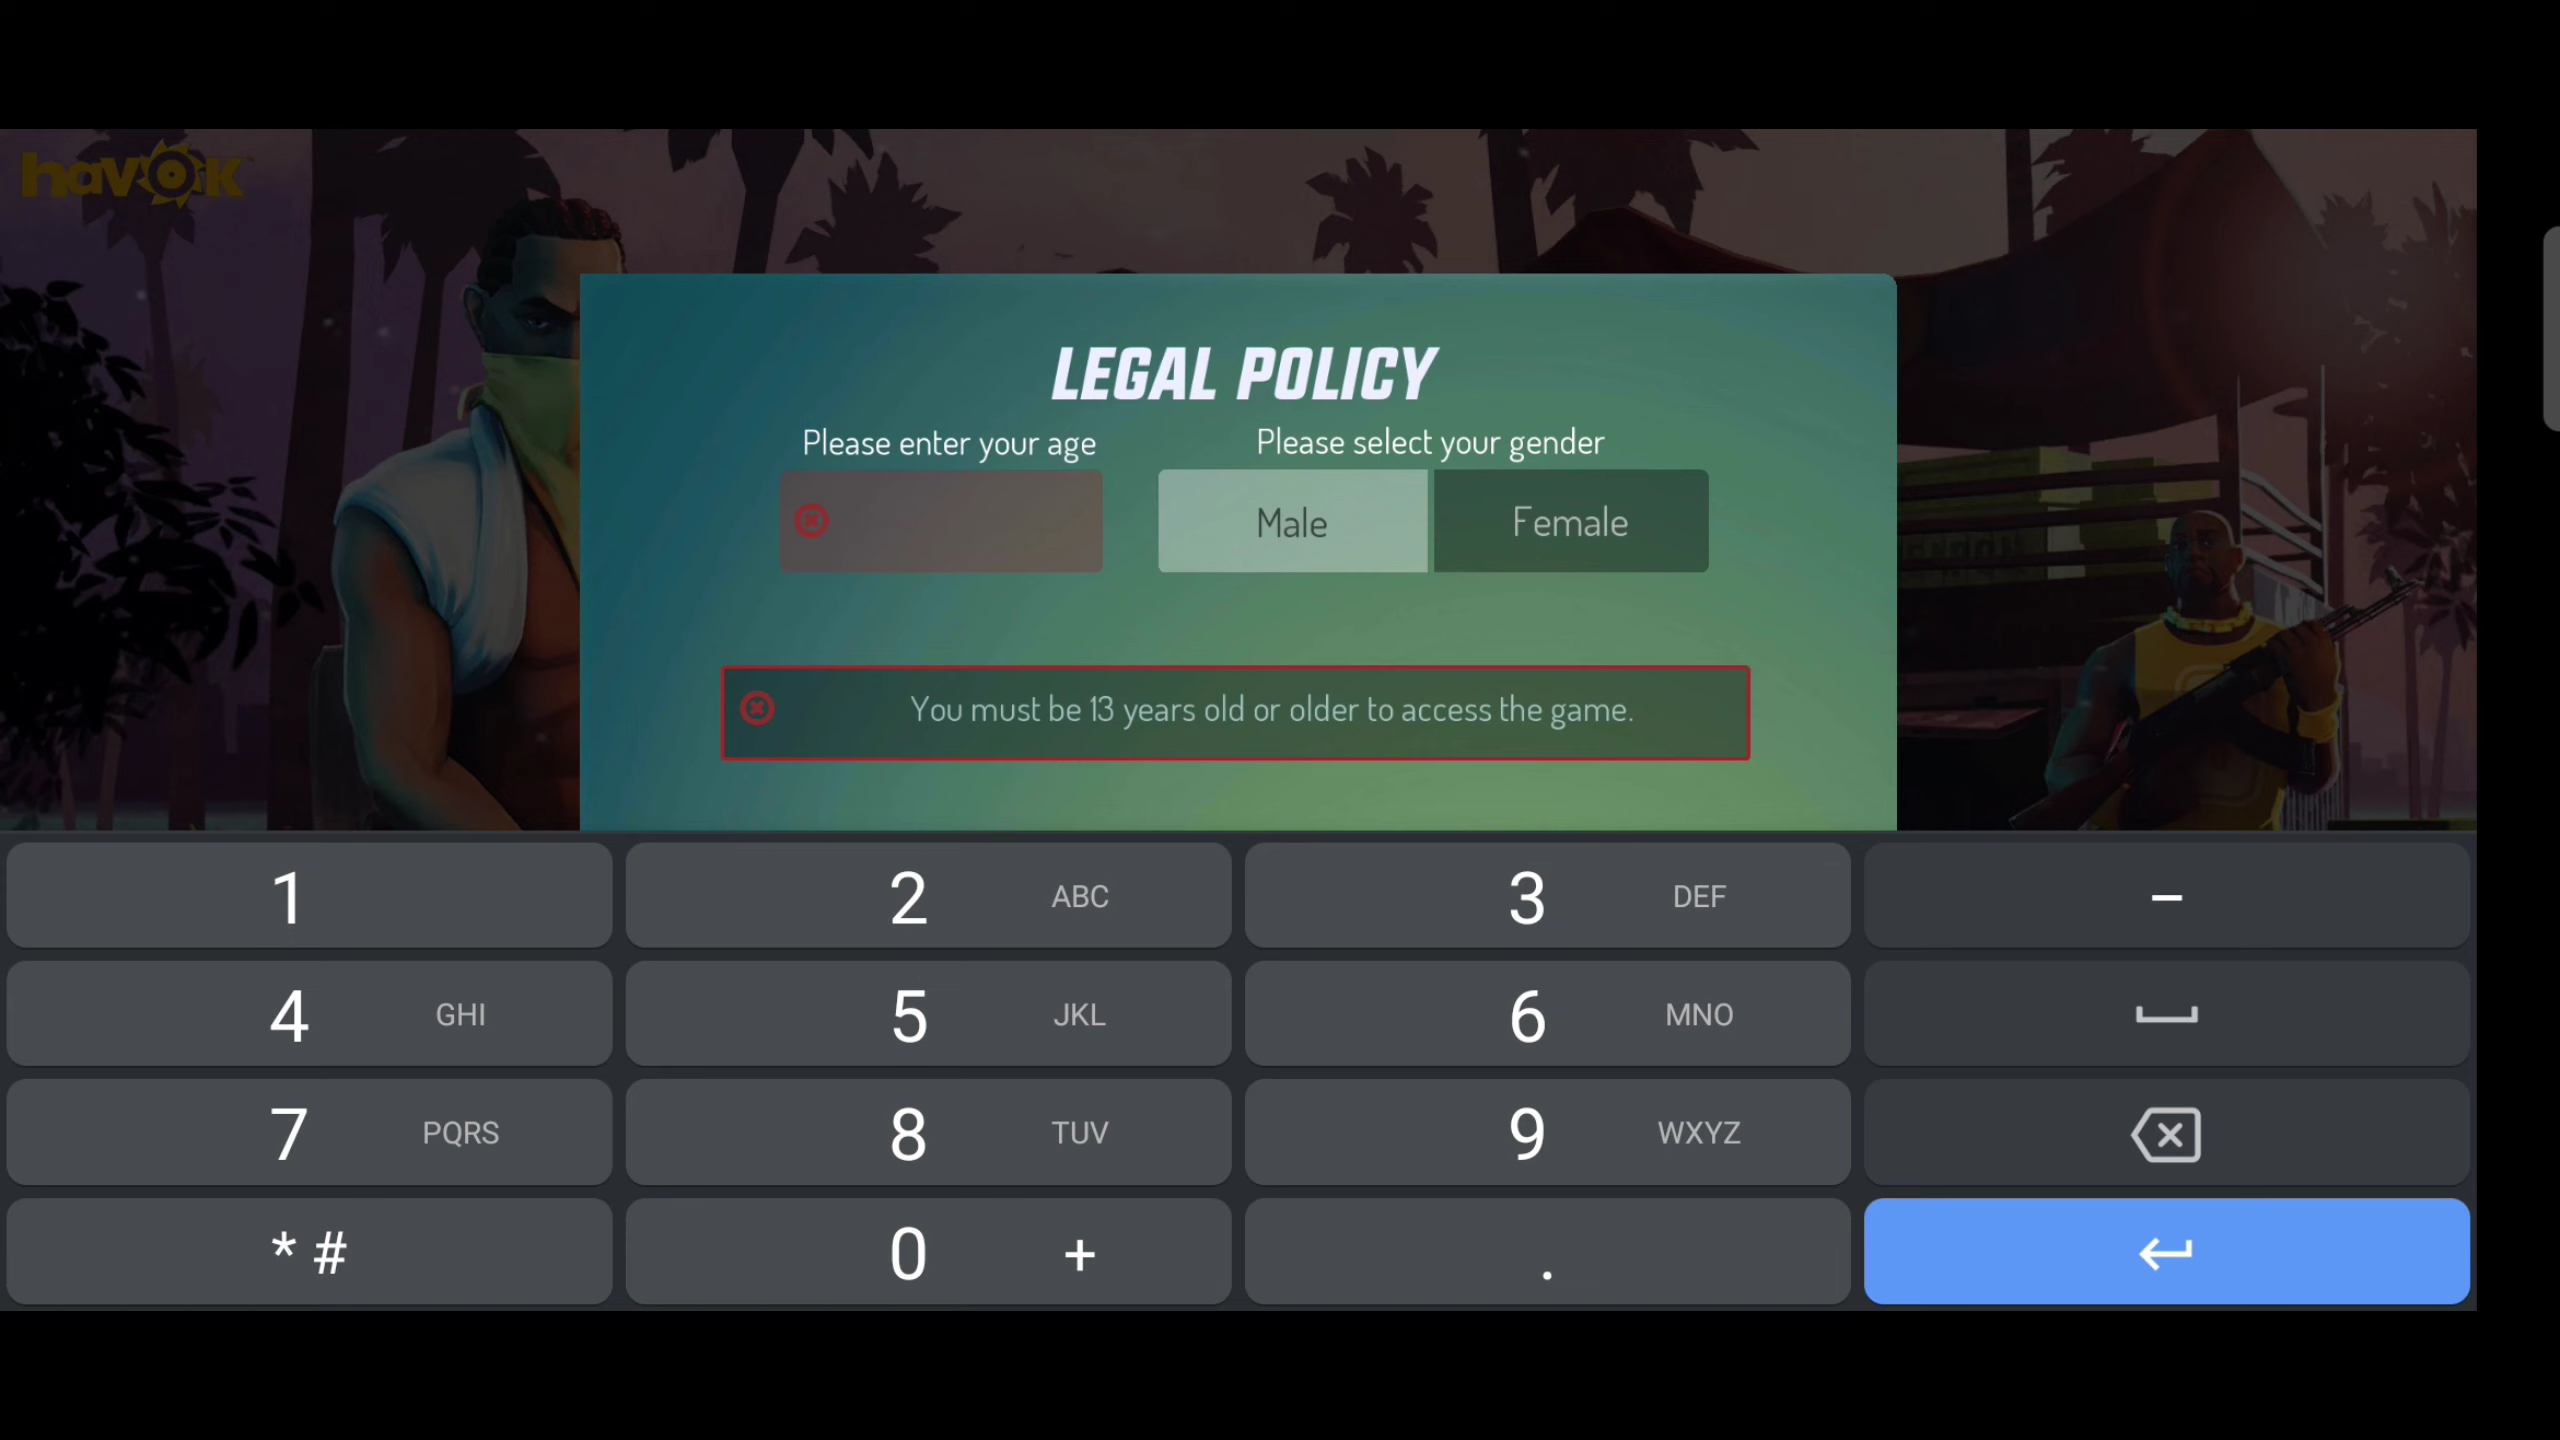 havok
LEGAL POLICY
Please enter your age
Please select your gender
Male
Female
You must be 13 years old or older to access the game.
1
2 ABC
3 DEF
–
4 GHI
5 JKL
6 MNO
7 PQRS
8 TUV
9 WXYZ
* #
0 +
.